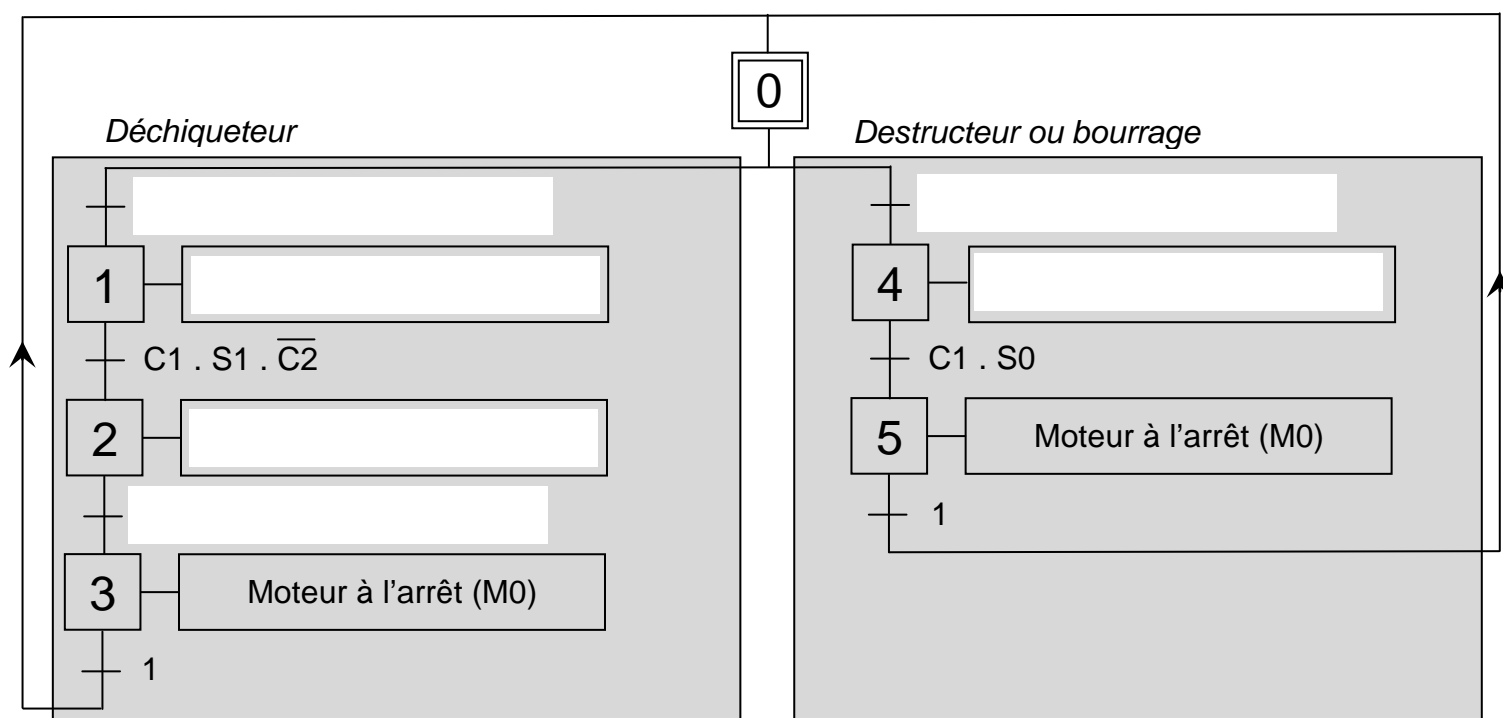 0
Déchiqueteur
Destructeur ou bourrage
1
4
C1 . S1 . C̅2̅
C1 . S0
2
5
Moteur à l'arrêt (M0)
1
3
Moteur à l'arrêt (M0)
1